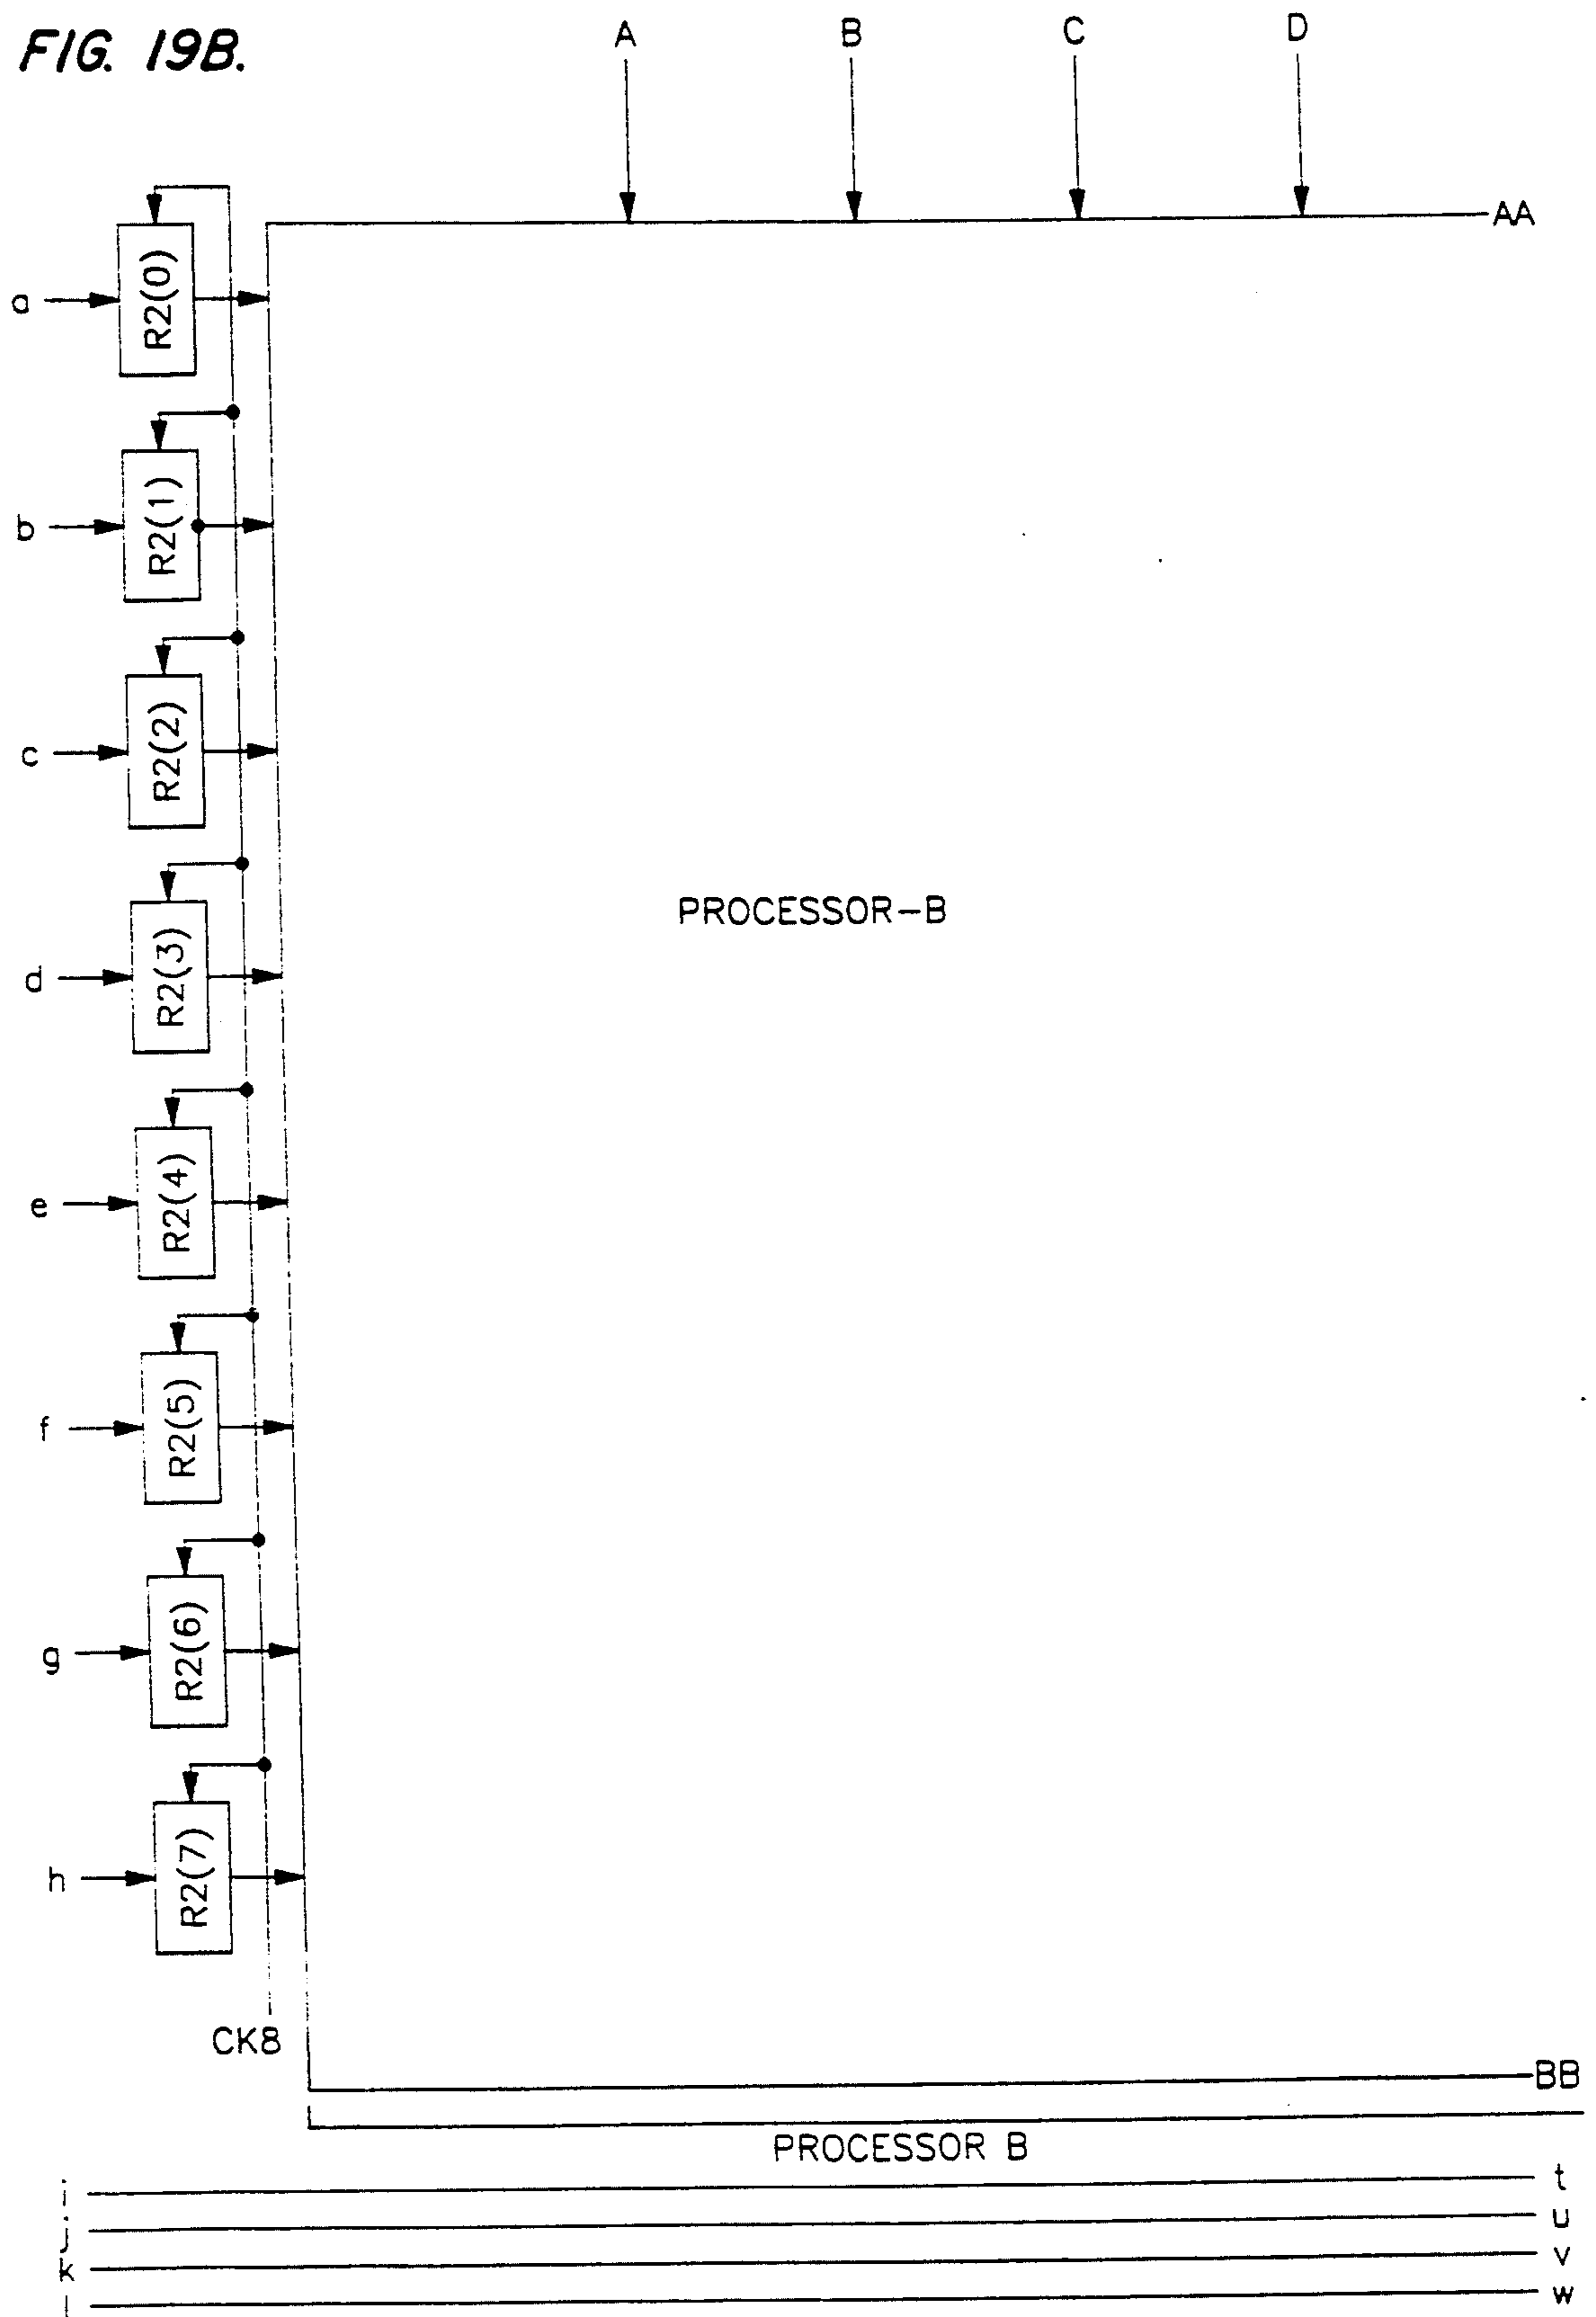 FIG. 19B.
A B C D
AA
a R2(0)
b R2(1)
c R2(2)
d R2(3)
PROCESSOR-B
e R2(4)
f R2(5)
g R2(6)
h R2(7)
CK8
BB
PROCESSOR B
i t
j u
k v
l w